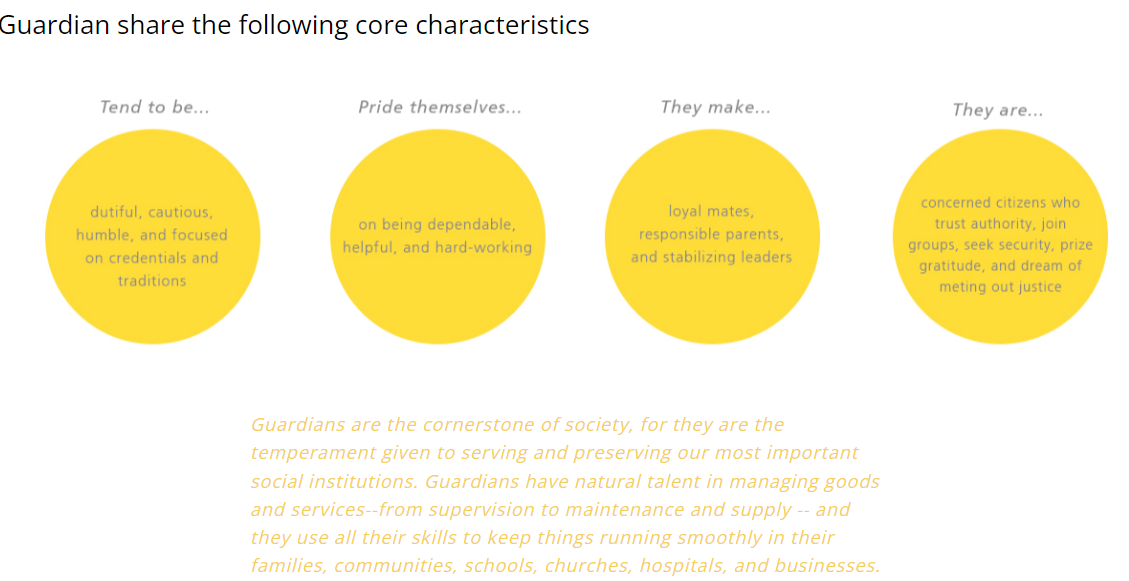 Guardian share the following core characteristics
Tend to be...
dutiful, cautious,
humble, and focused
on credentials and
traditions
Pride themselves...
on being dependable,
helpful, and hard-working
They make...
loyal mates,
responsible parents,
and stabilizing leaders
They are...
concerned citizens who
trust authority, join
groups, seek security, prize
gratitude, and dream of
meting out justice
Guardians are the cornerstone of society, for they are the
temperament given to serving and preserving our most important
social institutions. Guardians have natural talent in managing goods
and services--from supervision to maintenance and supply -- and
they use all their skills to keep things running smoothly in their
families, communities, schools, churches, hospitals, and businesses.